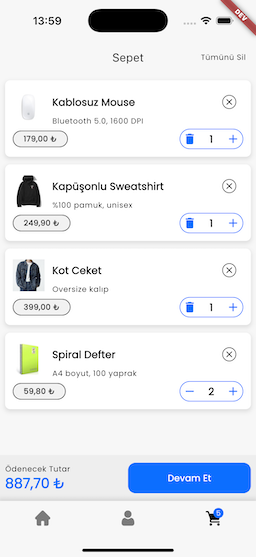 13:59
DEV
Sepet
Tümünü Sil
Kablosuz Mouse
Bluetooth 5.0, 1600 DPI
179,00 ₺
1
Kapüşonlu Sweatshirt
%100 pamuk, unisex
249,90 ₺
1
Kot Ceket
Oversize kalıp
399,00 ₺
1
Spiral Defter
A4 boyut, 100 yaprak
59,80 ₺
2
Ödenecek Tutar
887,70 ₺
Devam Et
5